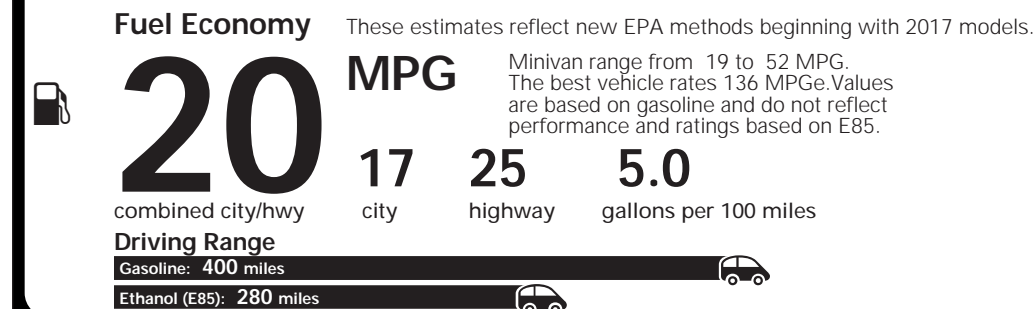 Fuel Economy These estimates reflect new EPA methods beginning with 2017 models.
20 MPG
Minivan range from 19 to 52 MPG.
The best vehicle rates 136 MPGe.Values
are based on gasoline and do not reflect
performance and ratings based on E85.
17 25 5.0
combined city/hwy city highway gallons per 100 miles
Driving Range
Gasoline: 400 miles
Ethanol (E85): 280 miles